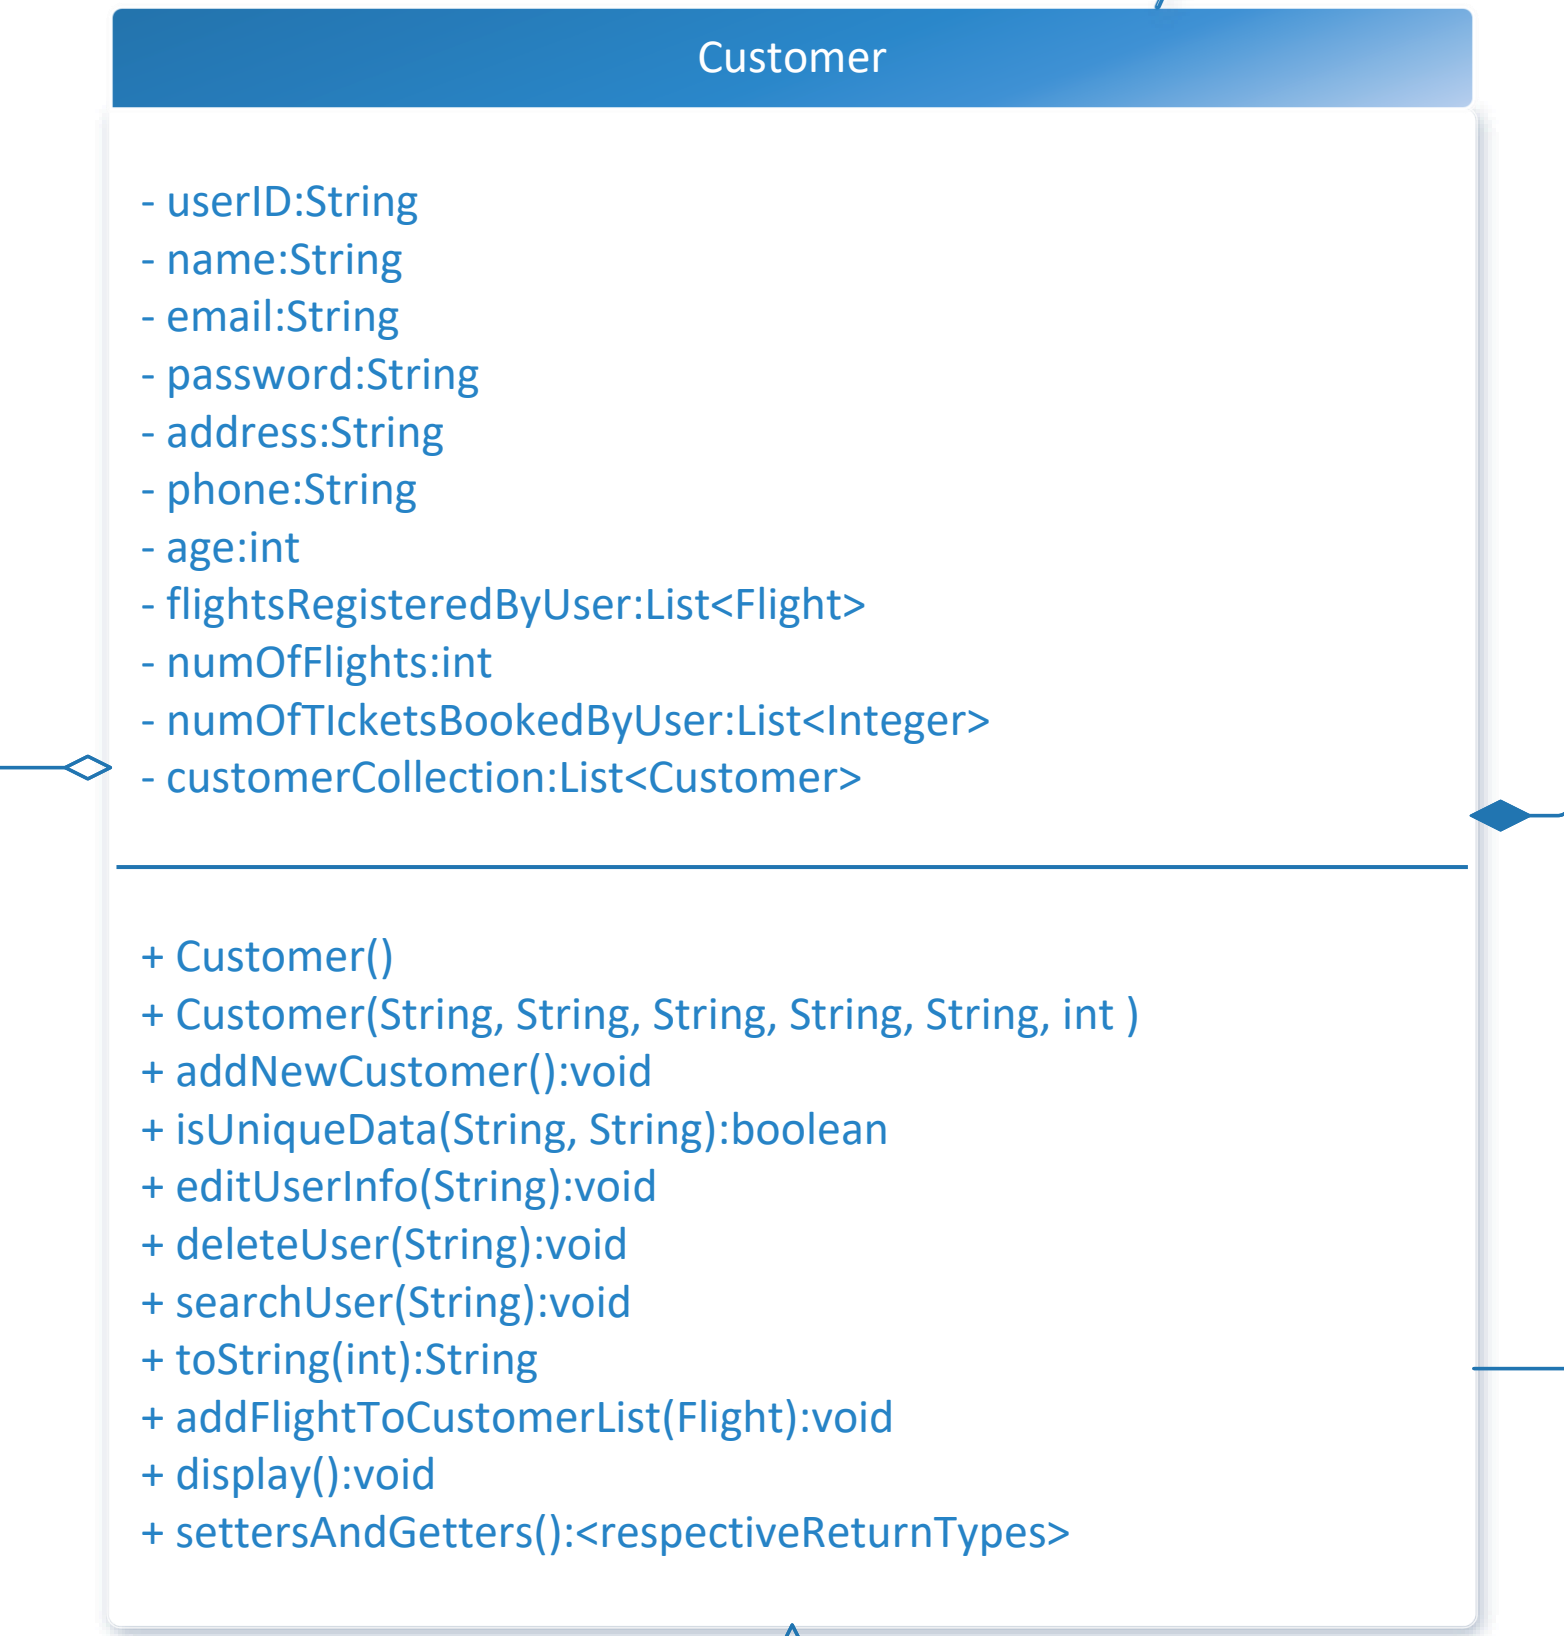 Customer
- userID:String
- name:String
- email:String
- password:String
- address:String
- phone:String
- age:int
- flightsRegisteredByUser:List<Flight>
- numOfFlights:int
- numOfTIcketsBookedByUser:List<Integer>
- customerCollection:List<Customer>
+ Customer()
+ Customer(String, String, String, String, String, int )
+ addNewCustomer():void
+ isUniqueData(String, String):boolean
+ editUserInfo(String):void
+ deleteUser(String):void
+ searchUser(String):void
+ toString(int):String
+ addFlightToCustomerList(Flight):void
+ display():void
+ settersAndGetters():<respectiveReturnTypes>